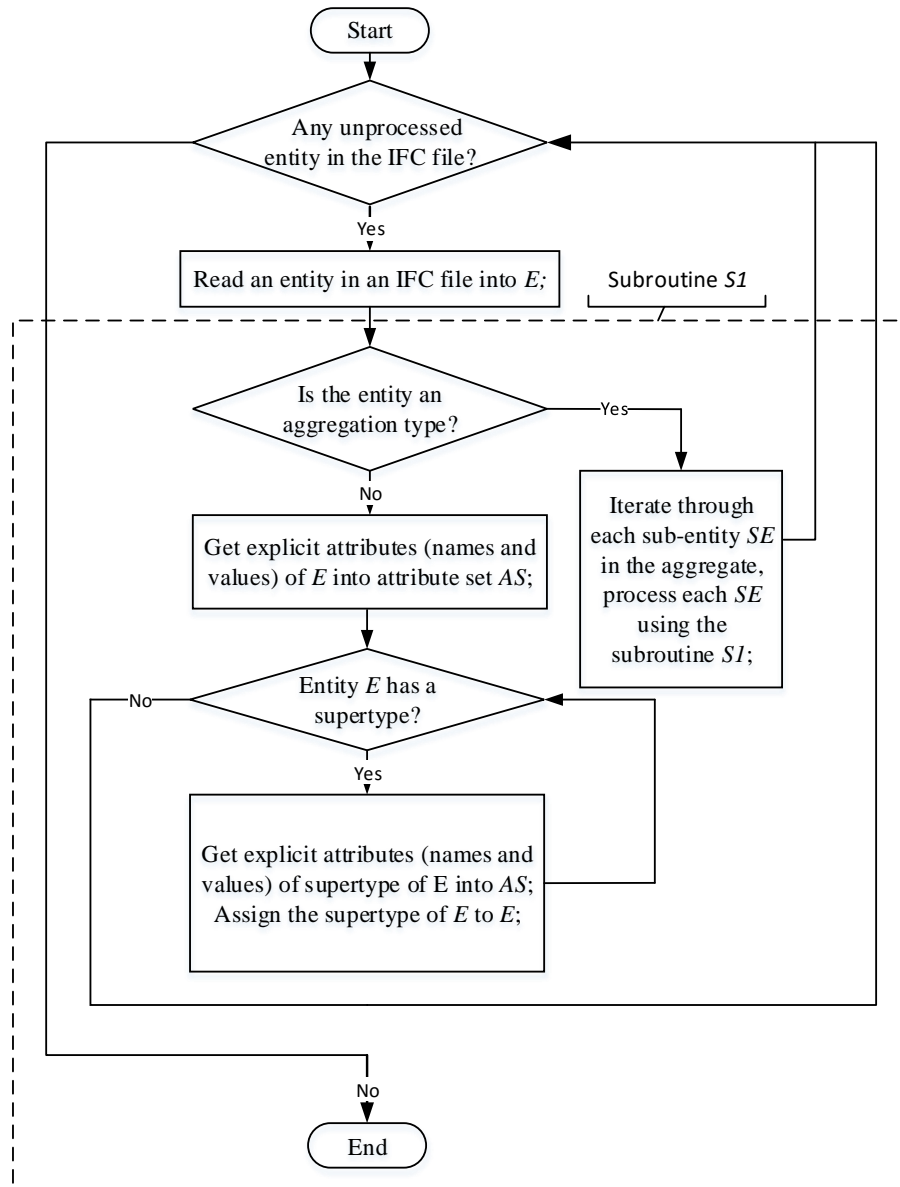 Start
Any unprocessed
entity in the IFC file?
Yes
Read an entity in an IFC file into E;
Subroutine S1
Is the entity an
aggregation type?
Yes
No
Iterate through
each sub-entity SE
in the aggregate,
process each SE
using the
subroutine S1;
Get explicit attributes (names and
values) of E into attribute set AS;
Entity E has a
supertype?
No
Yes
Get explicit attributes (names and
values) of supertype of E into AS;
Assign the supertype of E to E;
No
End